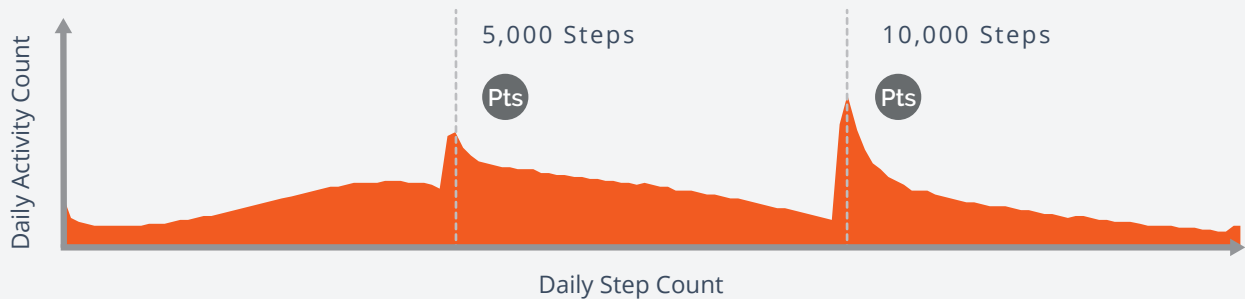 5,000 Steps
10,000 Steps
Pts
Pts
Daily Activity Count
Daily Step Count